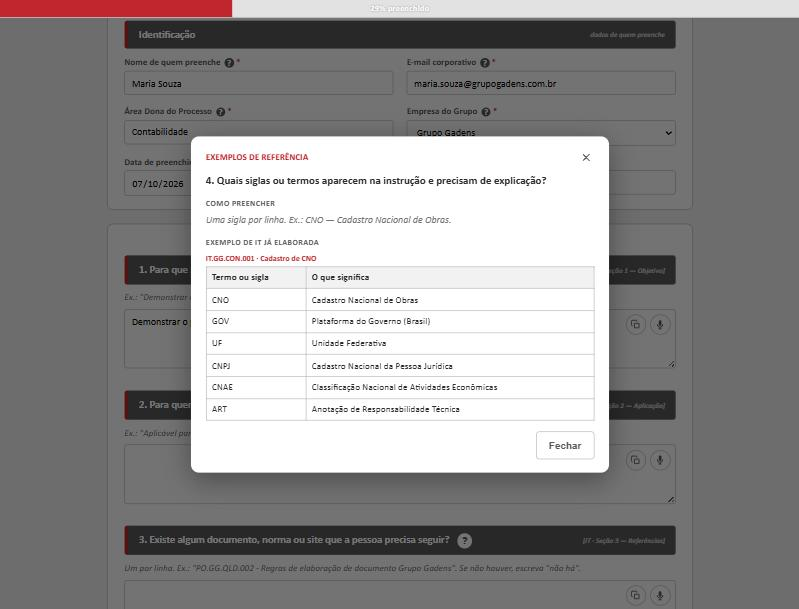 29% preenchido
Identificação
dados de quem preenche
Nome de quem preenche ? *
E-mail corporativo ? *
Maria Souza
maria.souza@grupogadens.com.br
Área Dona do Processo ? *
Empresa do Grupo ? *
Contabilidade
Grupo Gadens
Data de preenchi
07/10/2026
EXEMPLOS DE REFERÊNCIA
4. Quais siglas ou termos aparecem na instrução e precisam de explicação?
COMO PREENCHER
Uma sigla por linha. Ex.: CNO — Cadastro Nacional de Obras.
EXEMPLO DE IT JÁ ELABORADA
IT.GG.CON.001 · Cadastro de CNO
Termo ou sigla O que significa
CNO Cadastro Nacional de Obras
GOV Plataforma do Governo (Brasil)
UF Unidade Federativa
CNPJ Cadastro Nacional da Pessoa Jurídica
CNAE Classificação Nacional de Atividades Econômicas
ART Anotação de Responsabilidade Técnica
Fechar
1. Para que
ção 1 — Objetivo]
Ex.: "Demonstrar
Demonstrar o
2. Para quem
ção 2 — Aplicação]
Ex.: "Aplicável par
3. Existe algum documento, norma ou site que a pessoa precisa seguir? ?
[IT · Seção 3 — Referências]
Um por linha. Ex.: "PO.GG.QLD.002 - Regras de elaboração de documento Grupo Gadens". Se não houver, escreva "não há".